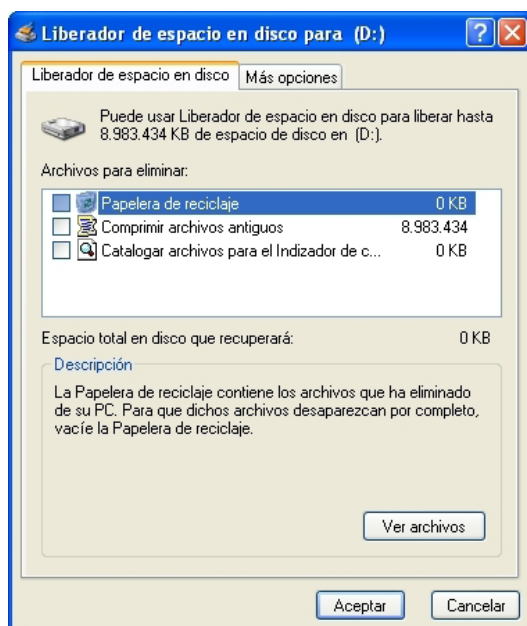 Liberador de espacio en disco para (D:)
Liberador de espacio en disco
Más opciones
Puede usar Liberador de espacio en disco para liberar hasta
8.983.434 KB de espacio de disco en (D:).
Archivos para eliminar:
Papelera de reciclaje 0 KB
Comprimir archivos antiguos 8.983.434
Catalogar archivos para el Indizador de c... 0 KB
Espacio total en disco que recuperará: 0 KB
Descripción
La Papelera de reciclaje contiene los archivos que ha eliminado
de su PC. Para que dichos archivos desaparezcan por completo,
vacíe la Papelera de reciclaje.
Ver archivos
Aceptar
Cancelar